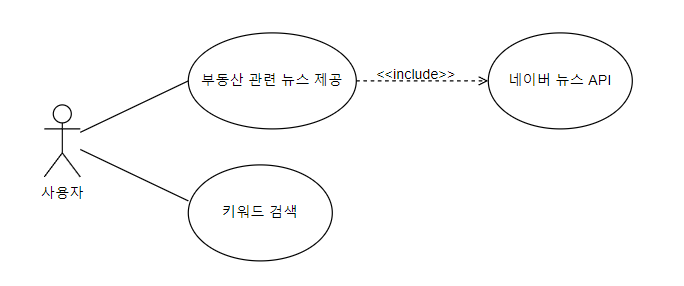 부동산 관련 뉴스 제공
<<include>>
네이버 뉴스 API
사용자
키워드 검색